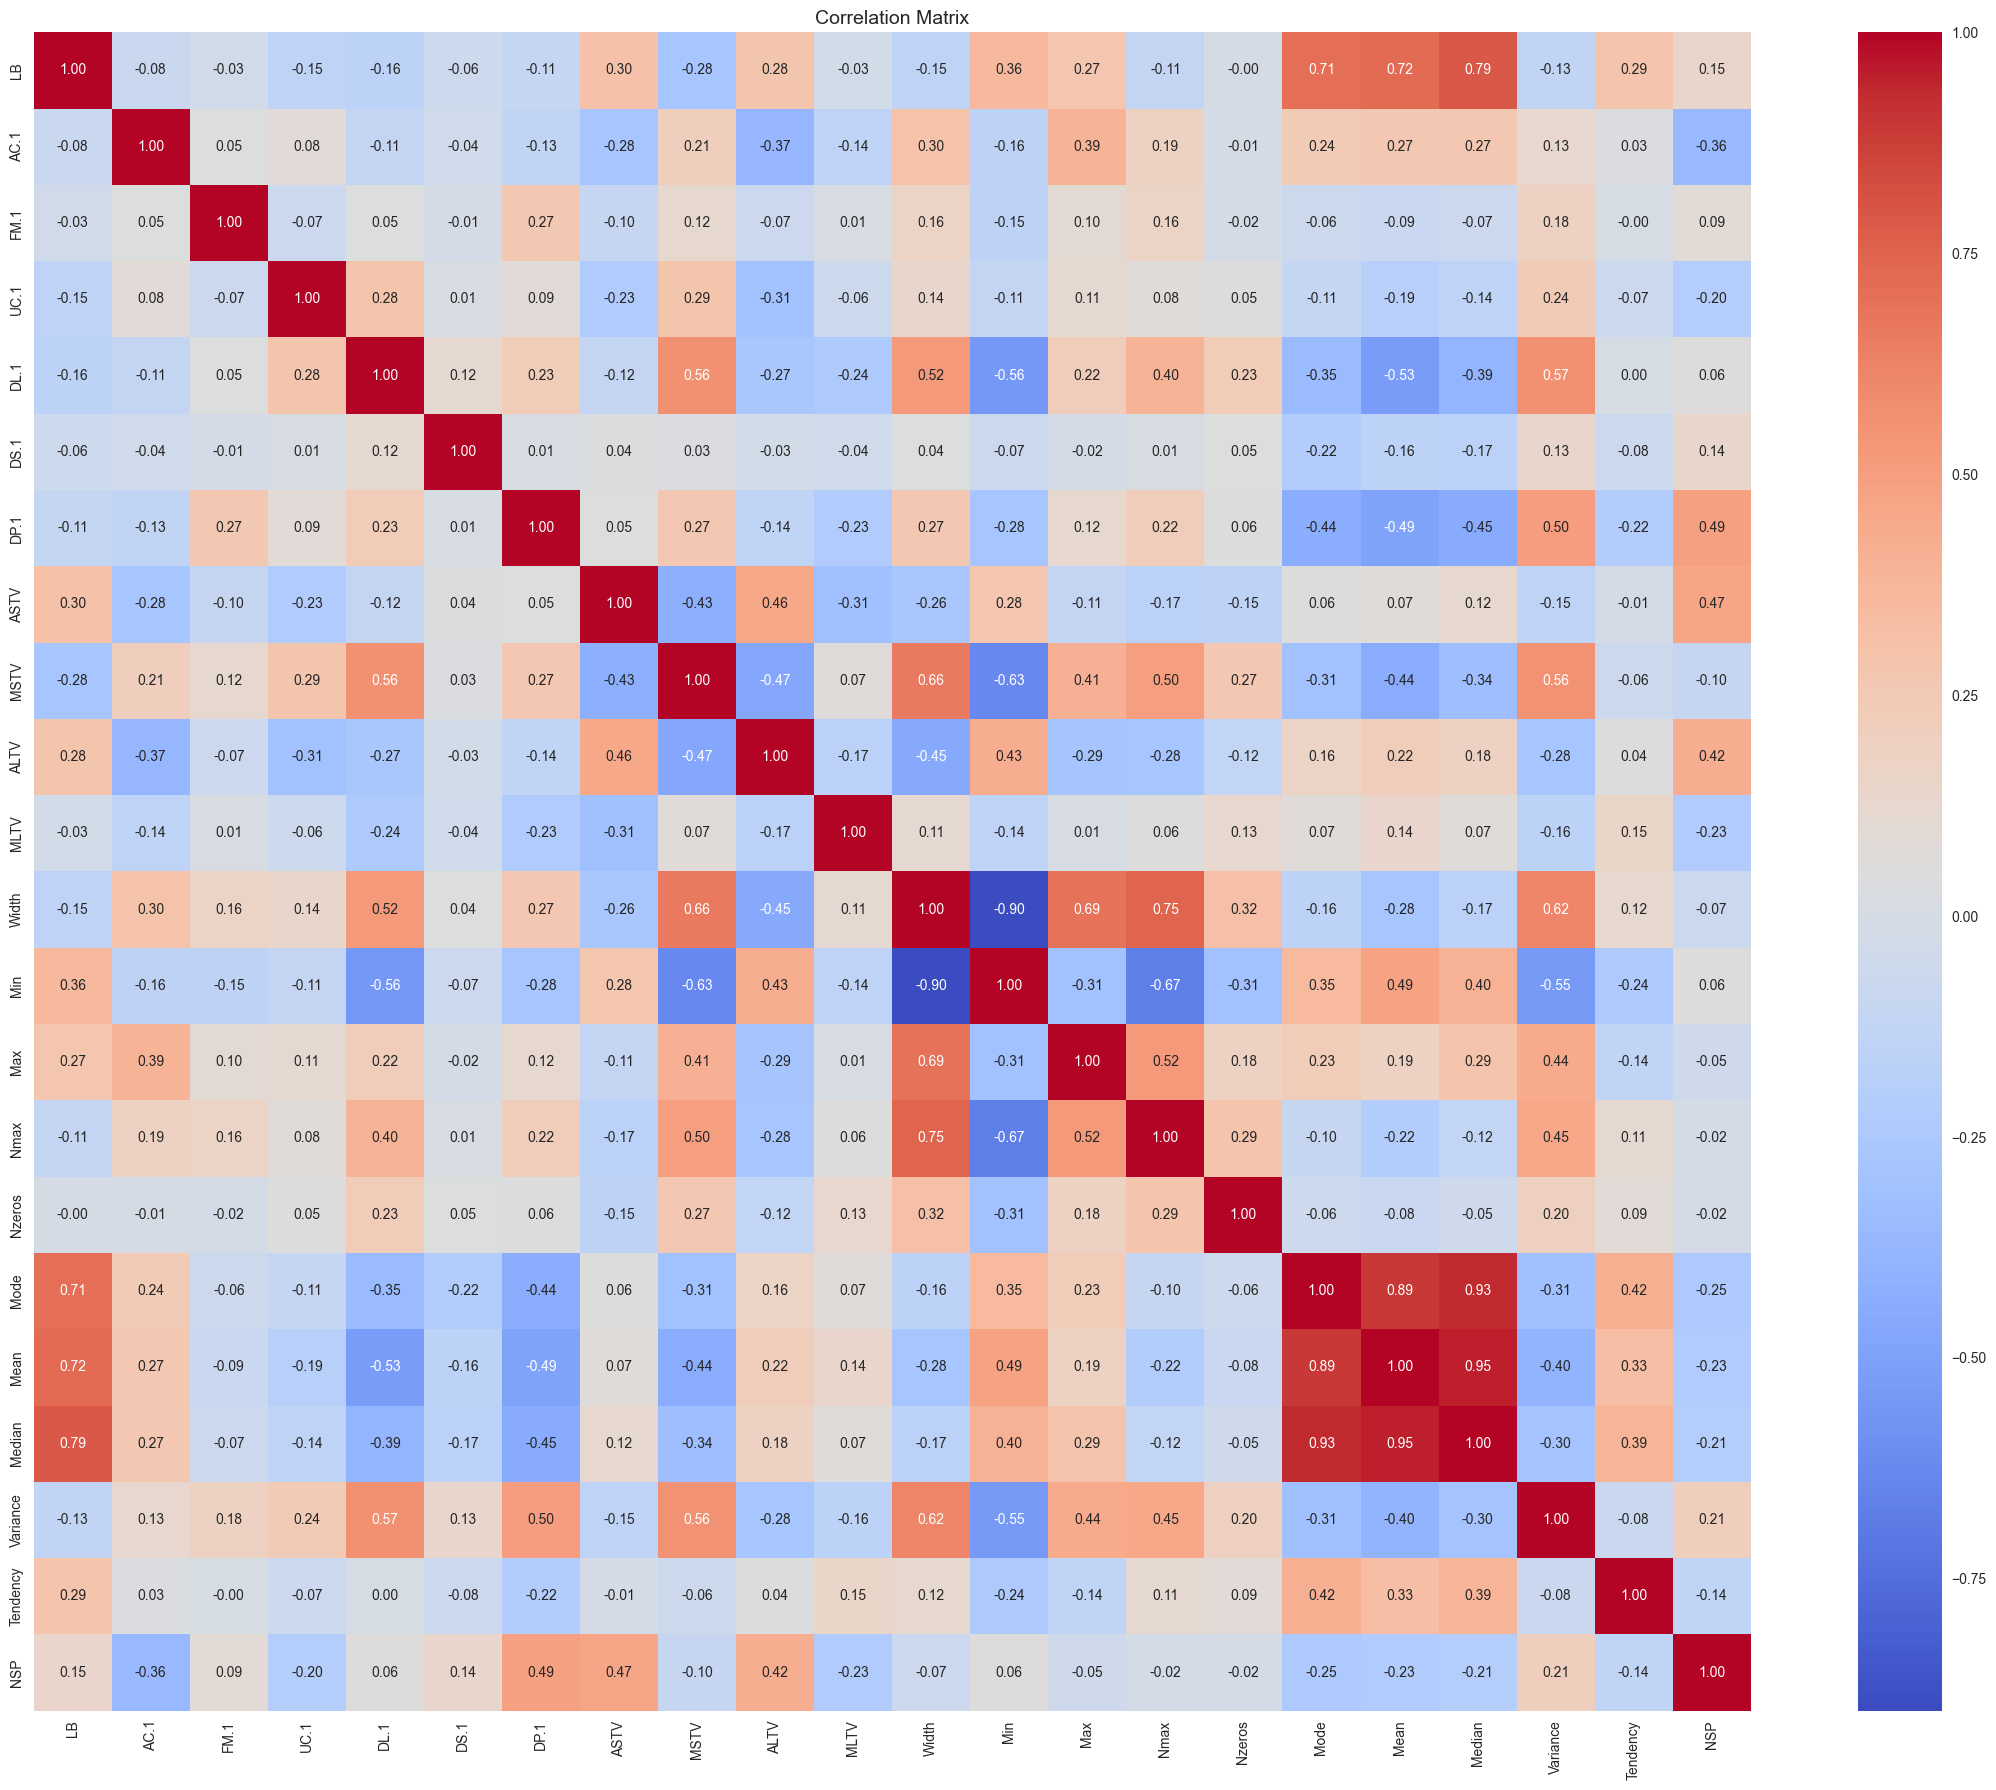 Correlation Matrix
LB 1.00 -0.08 -0.03 -0.15 -0.16 -0.06 -0.11 0.30 -0.28 0.28 -0.03 -0.15 0.36 0.27 -0.11 -0.00 0.71 0.72 0.79 -0.13 0.29 0.15
AC.1 -0.08 1.00 0.05 0.08 -0.11 -0.04 -0.13 -0.28 0.21 -0.37 -0.14 0.30 -0.16 0.39 0.19 -0.01 0.24 0.27 0.27 0.13 0.03 -0.36
FM.1 -0.03 0.05 1.00 -0.07 0.05 -0.01 0.27 -0.10 0.12 -0.07 0.01 0.16 -0.15 0.10 0.16 -0.02 -0.06 -0.09 -0.07 0.18 -0.00 0.09
UC.1 -0.15 0.08 -0.07 1.00 0.28 0.01 0.09 -0.23 0.29 -0.31 -0.06 0.14 -0.11 0.11 0.08 0.05 -0.11 -0.19 -0.14 0.24 -0.07 -0.20
DL.1 -0.16 -0.11 0.05 0.28 1.00 0.12 0.23 -0.12 0.56 -0.27 -0.24 0.52 -0.56 0.22 0.40 0.23 -0.35 -0.53 -0.39 0.57 0.00 0.06
DS.1 -0.06 -0.04 -0.01 0.01 0.12 1.00 0.01 0.04 0.03 -0.03 -0.04 0.04 -0.07 -0.02 0.01 0.05 -0.22 -0.16 -0.17 0.13 -0.08 0.14
DP.1 -0.11 -0.13 0.27 0.09 0.23 0.01 1.00 0.05 0.27 -0.14 -0.23 0.27 -0.28 0.12 0.22 0.06 -0.44 -0.49 -0.45 0.50 -0.22 0.49
ASTV 0.30 -0.28 -0.10 -0.23 -0.12 0.04 0.05 1.00 -0.43 0.46 -0.31 -0.26 0.28 -0.11 -0.17 -0.15 0.06 0.07 0.12 -0.15 -0.01 0.47
MSTV -0.28 0.21 0.12 0.29 0.56 0.03 0.27 -0.43 1.00 -0.47 0.07 0.66 -0.63 0.41 0.50 0.27 -0.31 -0.44 -0.34 0.56 -0.06 -0.10
ALTV 0.28 -0.37 -0.07 -0.31 -0.27 -0.03 -0.14 0.46 -0.47 1.00 -0.17 -0.45 0.43 -0.29 -0.28 -0.12 0.16 0.22 0.18 -0.28 0.04 0.42
MLTV -0.03 -0.14 0.01 -0.06 -0.24 -0.04 -0.23 -0.31 0.07 -0.17 1.00 0.11 -0.14 0.01 0.06 0.13 0.07 0.14 0.07 -0.16 0.15 -0.23
Width -0.15 0.30 0.16 0.14 0.52 0.04 0.27 -0.26 0.66 -0.45 0.11 1.00 -0.90 0.69 0.75 0.32 -0.16 -0.28 -0.17 0.62 0.12 -0.07
Min 0.36 -0.16 -0.15 -0.11 -0.56 -0.07 -0.28 0.28 -0.63 0.43 -0.14 -0.90 1.00 -0.31 -0.67 -0.31 0.35 0.49 0.40 -0.55 -0.24 0.06
Max 0.27 0.39 0.10 0.11 0.22 -0.02 0.12 -0.11 0.41 -0.29 0.01 0.69 -0.31 1.00 0.52 0.18 0.23 0.19 0.29 0.44 -0.14 -0.05
Nmax -0.11 0.19 0.16 0.08 0.40 0.01 0.22 -0.17 0.50 -0.28 0.06 0.75 -0.67 0.52 1.00 0.29 -0.10 -0.22 -0.12 0.45 0.11 -0.02
Nzeros -0.00 -0.01 -0.02 0.05 0.23 0.05 0.06 -0.15 0.27 -0.12 0.13 0.32 -0.31 0.18 0.29 1.00 -0.06 -0.08 -0.05 0.20 0.09 -0.02
Mode 0.71 0.24 -0.06 -0.11 -0.35 -0.22 -0.44 0.06 -0.31 0.16 0.07 -0.16 0.35 0.23 -0.10 -0.06 1.00 0.89 0.93 -0.31 0.42 -0.25
Mean 0.72 0.27 -0.09 -0.19 -0.53 -0.16 -0.49 0.07 -0.44 0.22 0.14 -0.28 0.49 0.19 -0.22 -0.08 0.89 1.00 0.95 -0.40 0.33 -0.23
Median 0.79 0.27 -0.07 -0.14 -0.39 -0.17 -0.45 0.12 -0.34 0.18 0.07 -0.17 0.40 0.29 -0.12 -0.05 0.93 0.95 1.00 -0.30 0.39 -0.21
Variance -0.13 0.13 0.18 0.24 0.57 0.13 0.50 -0.15 0.56 -0.28 -0.16 0.62 -0.55 0.44 0.45 0.20 -0.31 -0.40 -0.30 1.00 -0.08 0.21
Tendency 0.29 0.03 -0.00 -0.07 0.00 -0.08 -0.22 -0.01 -0.06 0.04 0.15 0.12 -0.24 -0.14 0.11 0.09 0.42 0.33 0.39 -0.08 1.00 -0.14
NSP 0.15 -0.36 0.09 -0.20 0.06 0.14 0.49 0.47 -0.10 0.42 -0.23 -0.07 0.06 -0.05 -0.02 -0.02 -0.25 -0.23 -0.21 0.21 -0.14 1.00
LB AC.1 FM.1 UC.1 DL.1 DS.1 DP.1 ASTV MSTV ALTV MLTV Width Min Max Nmax Nzeros Mode Mean Median Variance Tendency NSP
1.00
0.75
0.50
0.25
0.00
−0.25
−0.50
−0.75